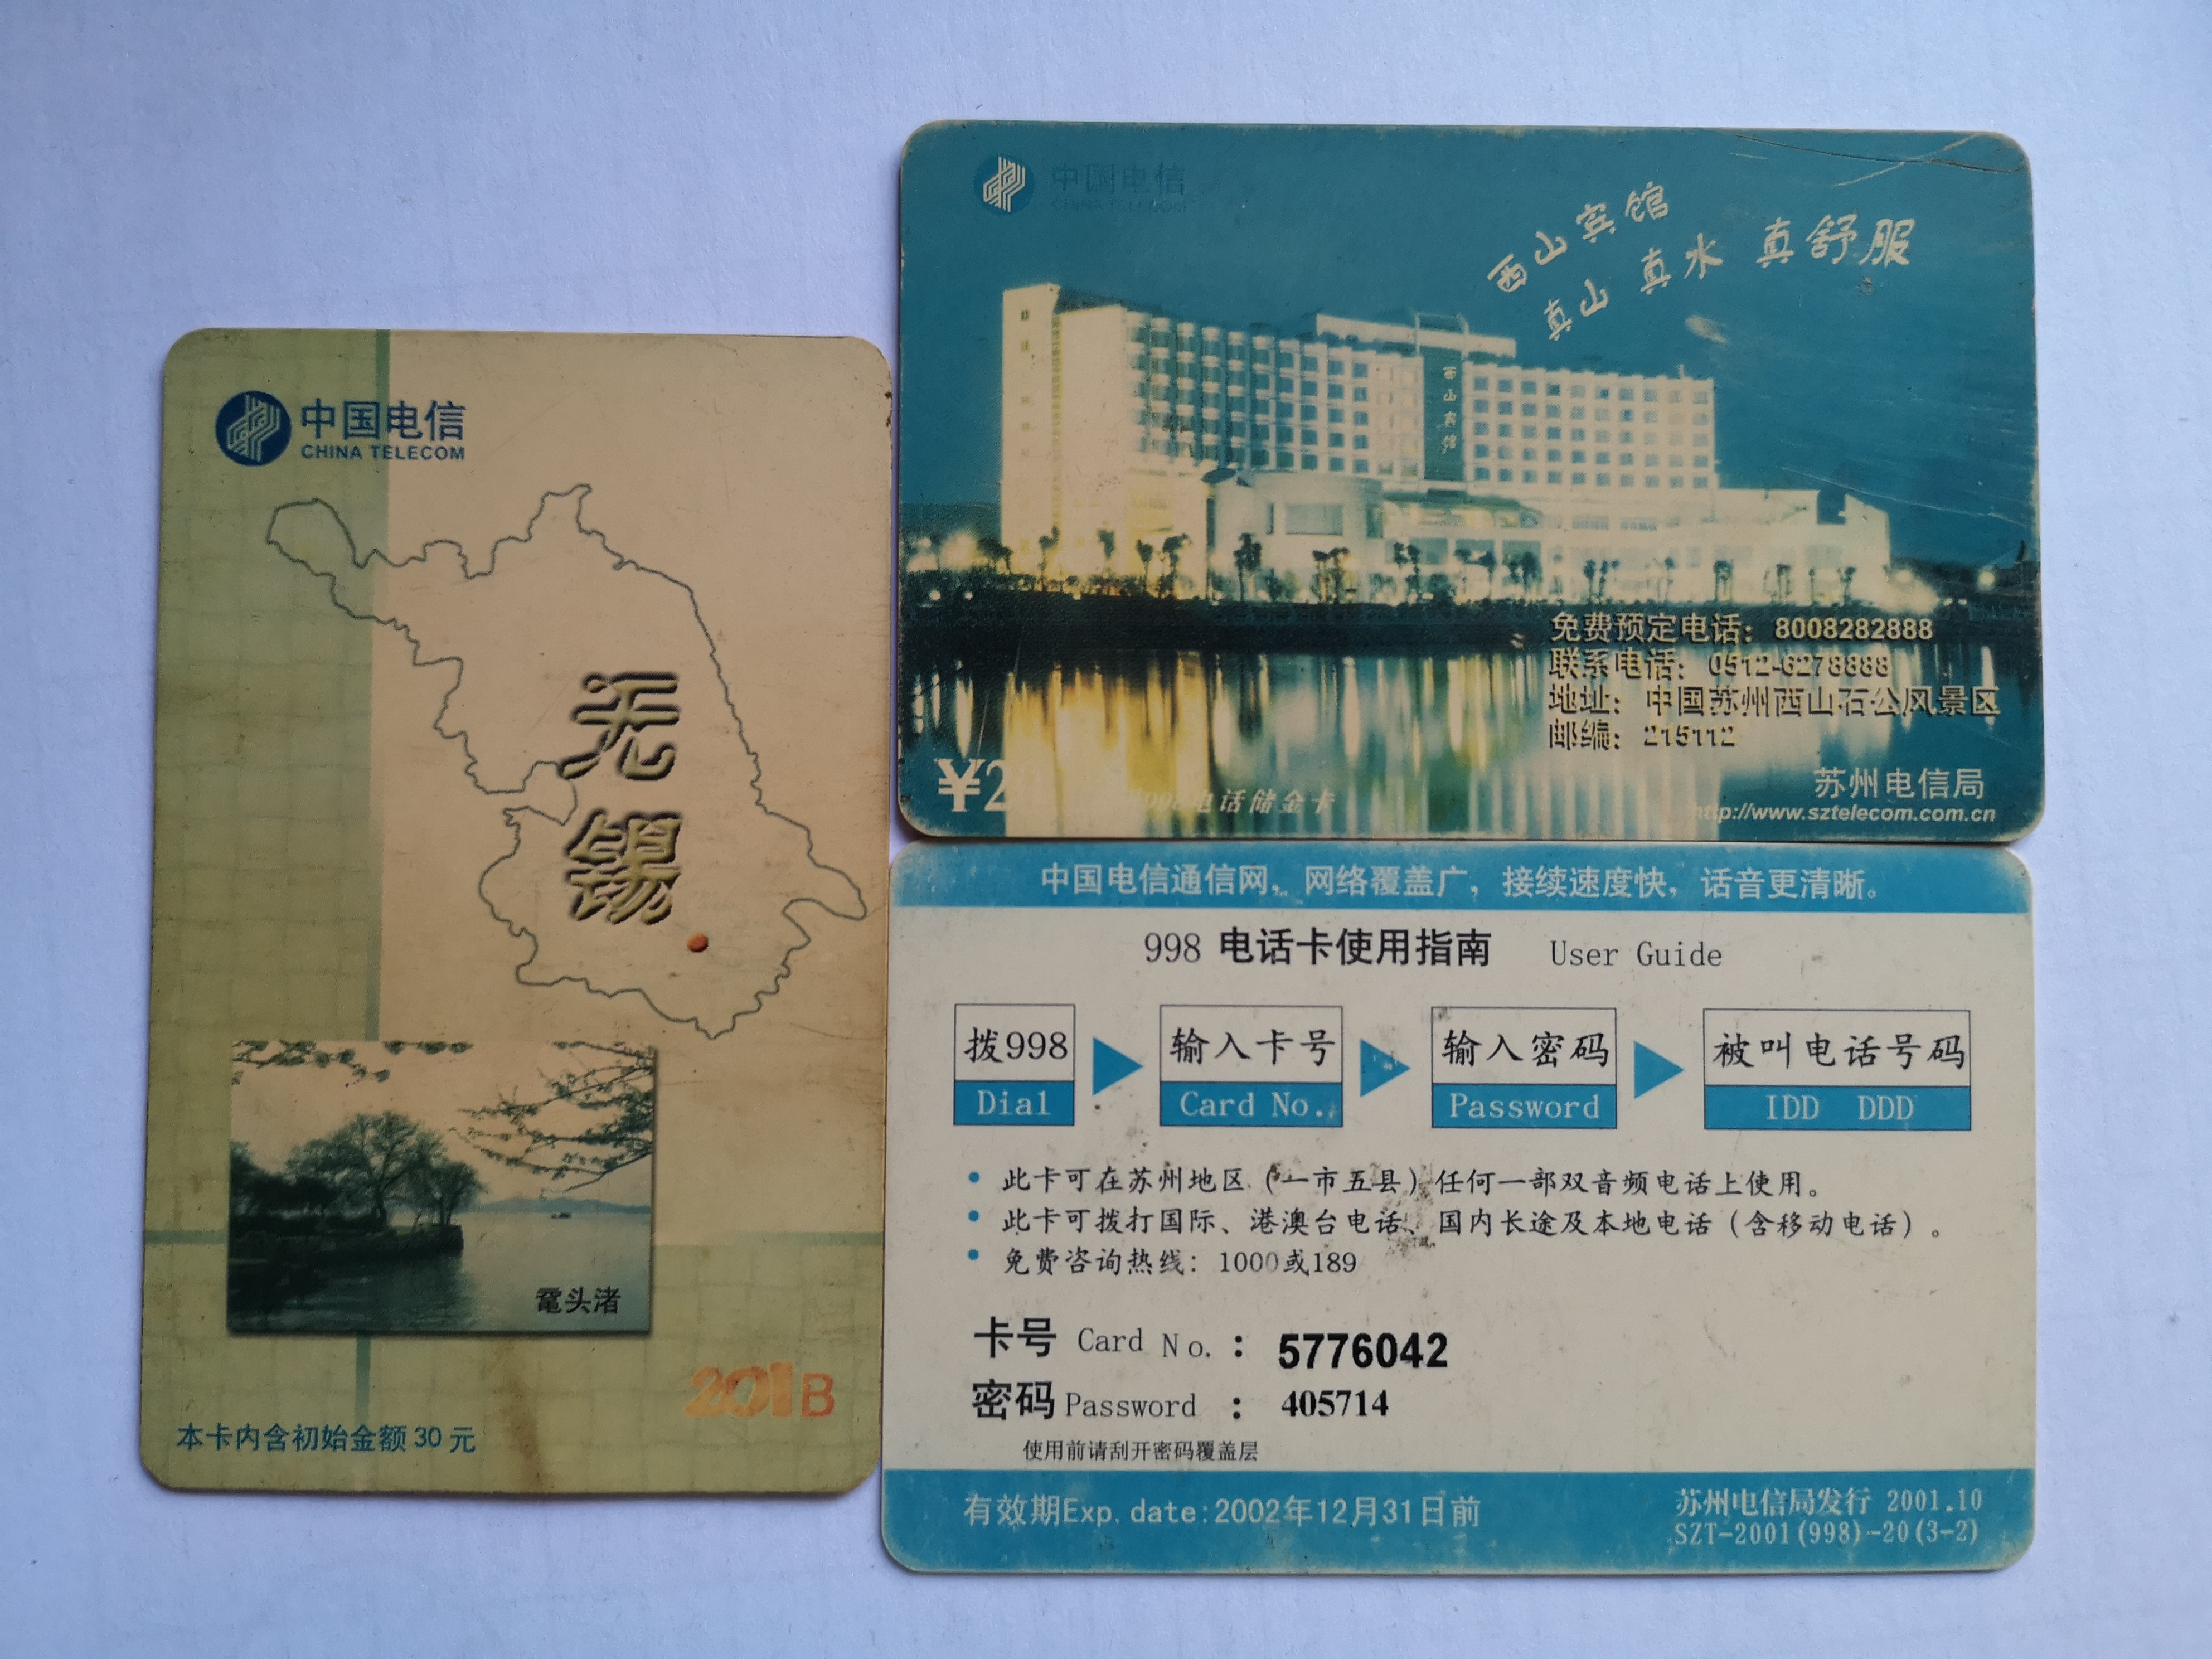 中国电信
CHINA TELECOM
无锡
鼋头渚
201B
本卡内含初始金额30元
中国电信
CHINA TELECOM
西山宾馆
真山 真水 真舒服
西山宾馆
免费预定电话：8008282888
联系电话：0512-6278888
地址：中国苏州西山石公风景区
邮编：215112
¥2
电话储金卡
苏州电信局
http://www.sztelecom.com.cn
中国电信通信网，网络覆盖广，接续速度快，话音更清晰。
998 电话卡使用指南 User Guide
拨998 输入卡号 输入密码 被叫电话号码
Dial Card No. Password IDD DDD
• 此卡可在苏州地区（一市五县）任何一部双音频电话上使用。
• 此卡可拨打国际、港澳台电话、国内长途及本地电话（含移动电话）。
• 免费咨询热线：1000或189
卡号 Card No.：5776042
密码 Password：405714
使用前请刮开密码覆盖层
有效期Exp.date:2002年12月31日前
苏州电信局发行 2001.10
SZT-2001(998)-20(3-2)